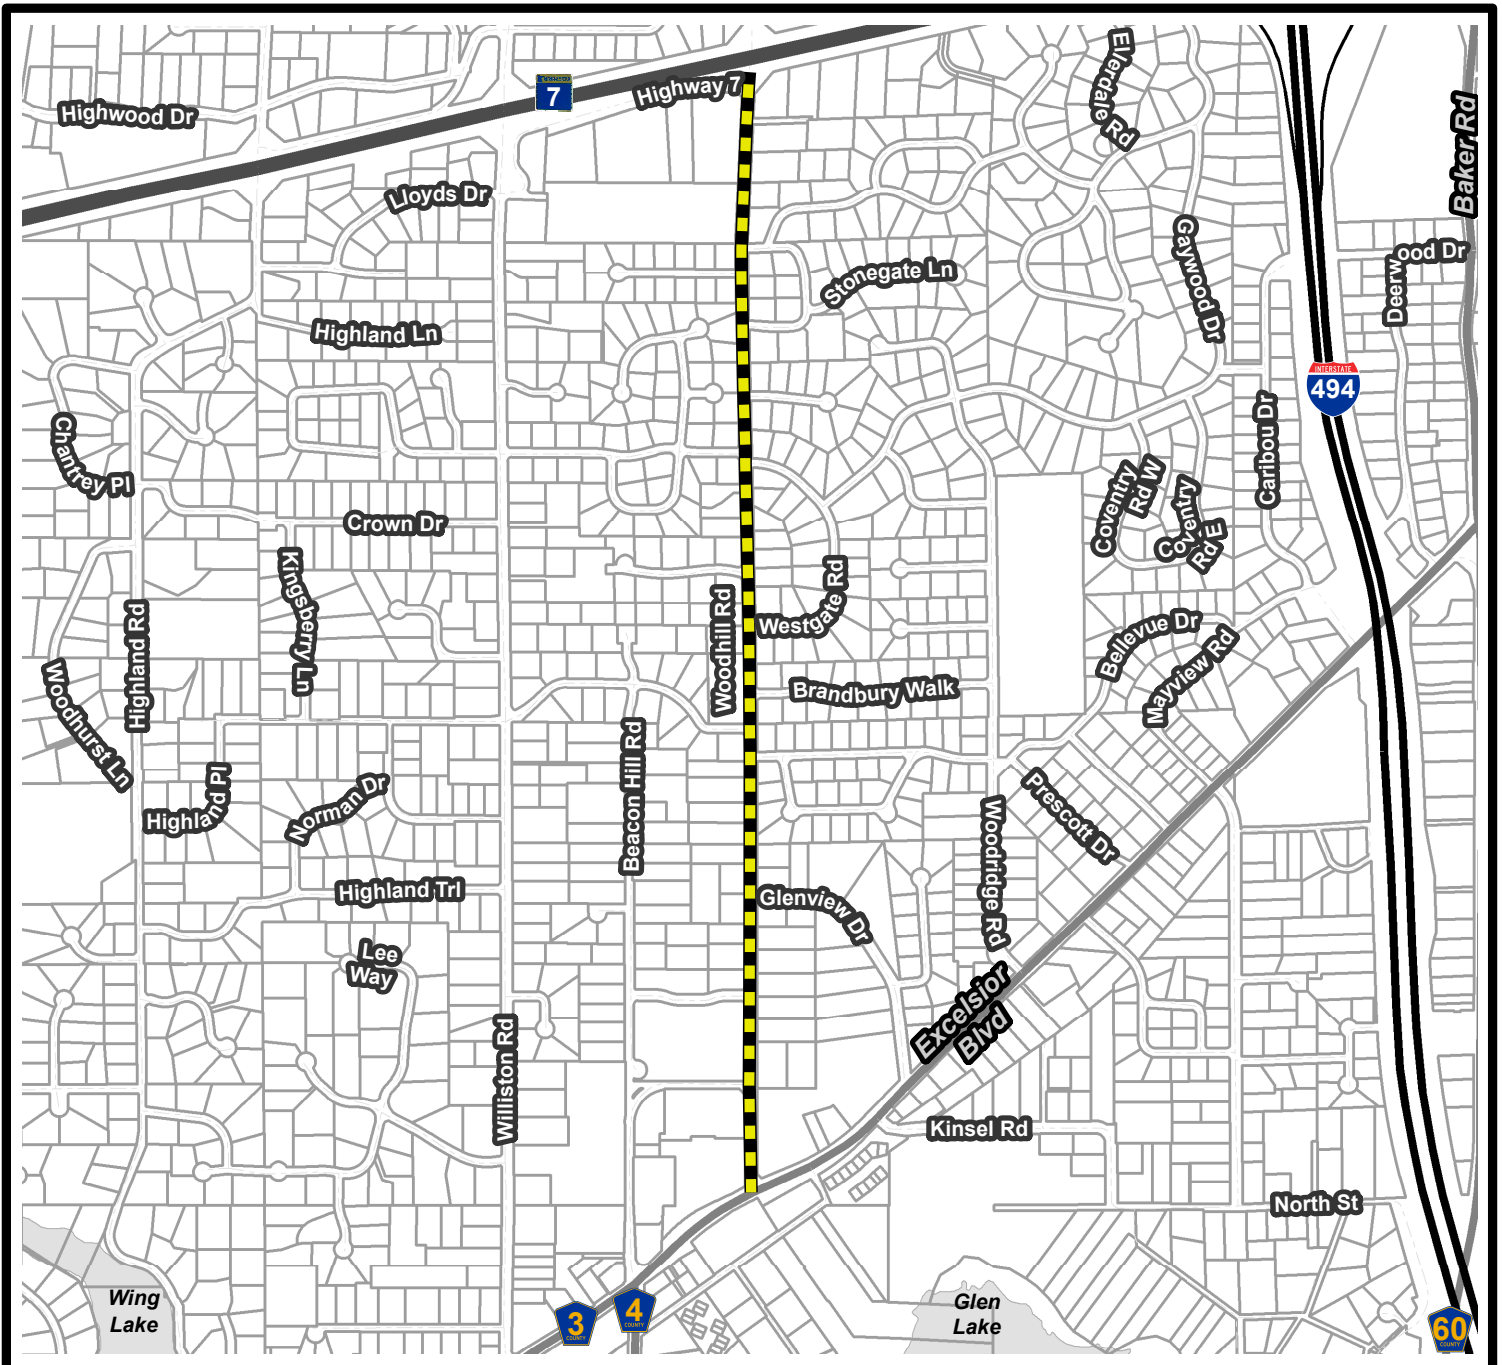 Highwood Dr
7
Highway 7
Ellerdale Rd
Baker Rd
Lloyds Dr
Gaywood Dr
Deerwood Dr
Stonegate Ln
Highland Ln
INTERSTATE
494
Caribou Dr
Chantrey Pl
Coventry
Rd W
Coventry
Rd E
Crown Dr
Kingsberry Ln
Woodhill Rd
Westgate Rd
Highland Rd
Bellevue Dr
Mayview Rd
Woodhurst Ln
Brandbury Walk
Beacon Hill Rd
Highland Pl
Norman Dr
Prescott Dr
Woodridge Rd
Highland Trl
Glenview Dr
Lee
Way
Excelsior
Blvd
Williston Rd
Kinsel Rd
North St
Wing
Lake
Glen
Lake
3
COUNTY
4
COUNTY
60
COUNTY